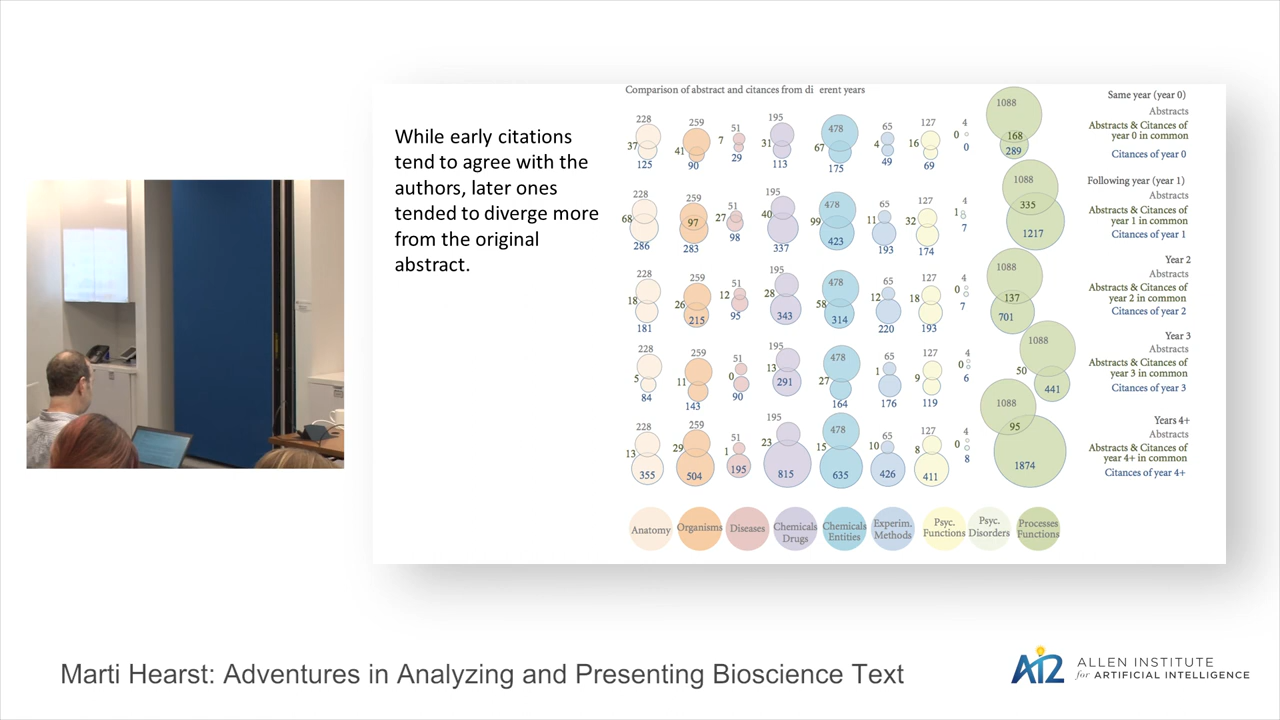 While early citations
tend to agree with the
authors, later ones
tended to diverge more
from the original
abstract.
Comparison of abstract and citances from di erent years
228 259 51 195 478 65 127 4 1088
37 41 7 31 67 4 16 0 168
125 90 29 113 175 49 69 0 289
Same year (year 0)
Abstracts
Abstracts & Citances of
year 0 in common
Citances of year 0
228 259 51 195 478 65 127 4 1088
68 97 27 40 99 11 32 1 335
286 283 98 337 423 193 174 7 1217
Following year (year 1)
Abstracts
Abstracts & Citances of
year 1 in common
Citances of year 1
228 259 51 195 478 65 127 4 1088
18 26 12 28 58 12 18 0 137
181 215 95 343 314 220 193 7 701
Year 2
Abstracts
Abstracts & Citances of
year 2 in common
Citances of year 2
228 259 51 195 478 65 127 4 1088
5 11 0 13 27 1 9 0 50
84 143 90 291 164 176 119 6 441
Year 3
Abstracts
Abstracts & Citances of
year 3 in common
Citances of year 3
228 259 51 195 478 65 127 4 1088
13 29 1 23 15 10 8 0 95
355 504 195 815 635 426 411 8 1874
Years 4+
Abstracts
Abstracts & Citances of
year 4+ in common
Citances of year 4+
Anatomy
Organisms
Diseases
Chemicals
Drugs
Chemicals
Entities
Experim.
Methods
Psyc.
Functions
Psyc.
Disorders
Processes
Functions
Marti Hearst: Adventures in Analyzing and Presenting Bioscience Text
AI2
ALLEN INSTITUTE
for ARTIFICIAL INTELLIGENCE